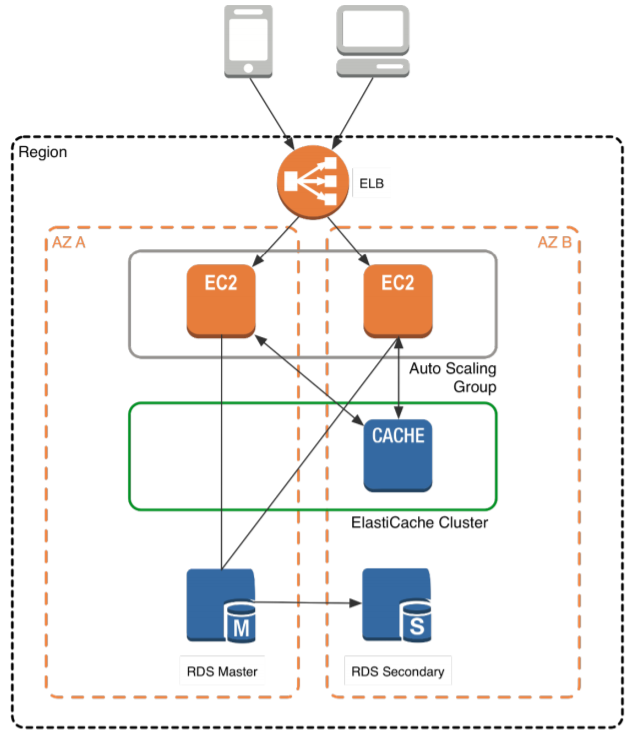 Region
ELB
AZ A
AZ B
EC2
EC2
Auto Scaling
Group
CACHE
ElastiCache Cluster
M
S
RDS Master
RDS Secondary